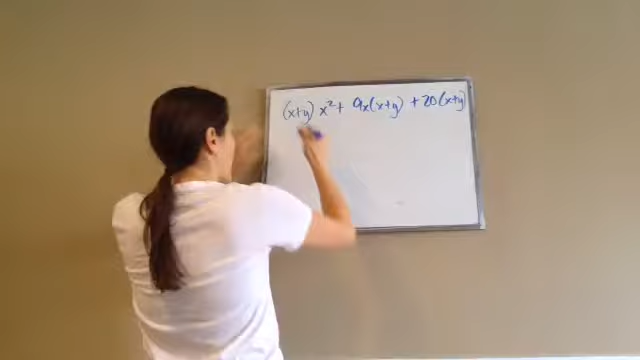 (x+y) x² + 9x(x+y) + 20(x+y)